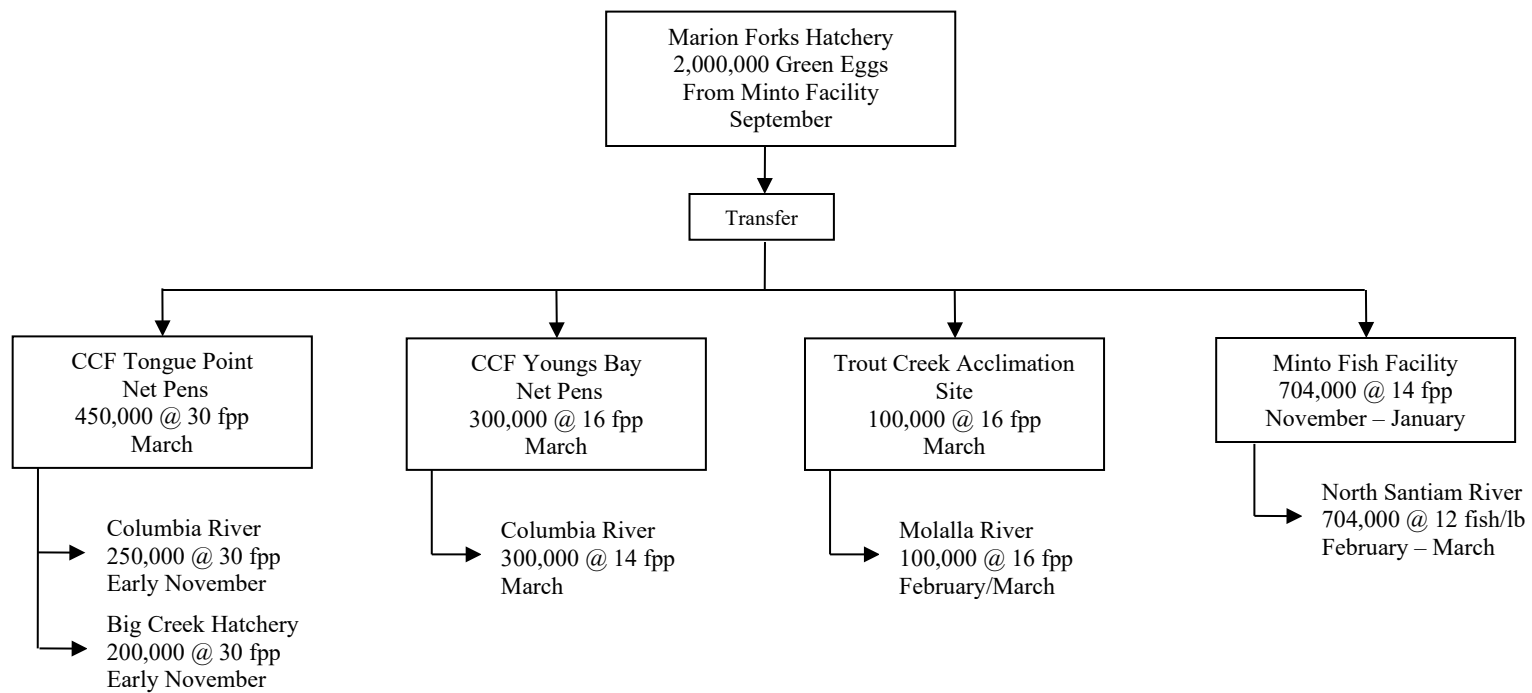 Marion Forks Hatchery
2,000,000 Green Eggs
From Minto Facility
September
Transfer
CCF Tongue Point
Net Pens
450,000 @ 30 fpp
March
CCF Youngs Bay
Net Pens
300,000 @ 16 fpp
March
Trout Creek Acclimation
Site
100,000 @ 16 fpp
March
Minto Fish Facility
704,000 @ 14 fpp
November – January
Columbia River
250,000 @ 30 fpp
Early November
Big Creek Hatchery
200,000 @ 30 fpp
Early November
Columbia River
300,000 @ 14 fpp
March
Molalla River
100,000 @ 16 fpp
February/March
North Santiam River
704,000 @ 12 fish/lb
February – March